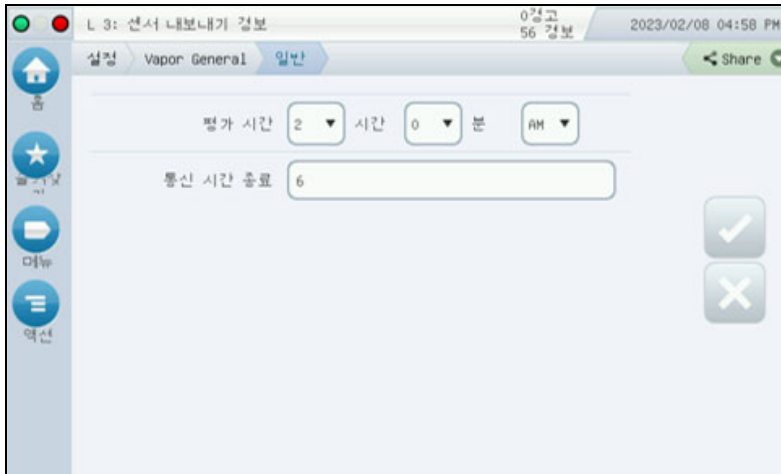 L 3: 센서 내보내기 경보
0경고
56 경보
2023/02/08 04:58 PM
설정
Vapor General
일반
Share
홈
평가 시간
2
시간
0
분
AM
통신 시간 종료
6
메뉴
액션